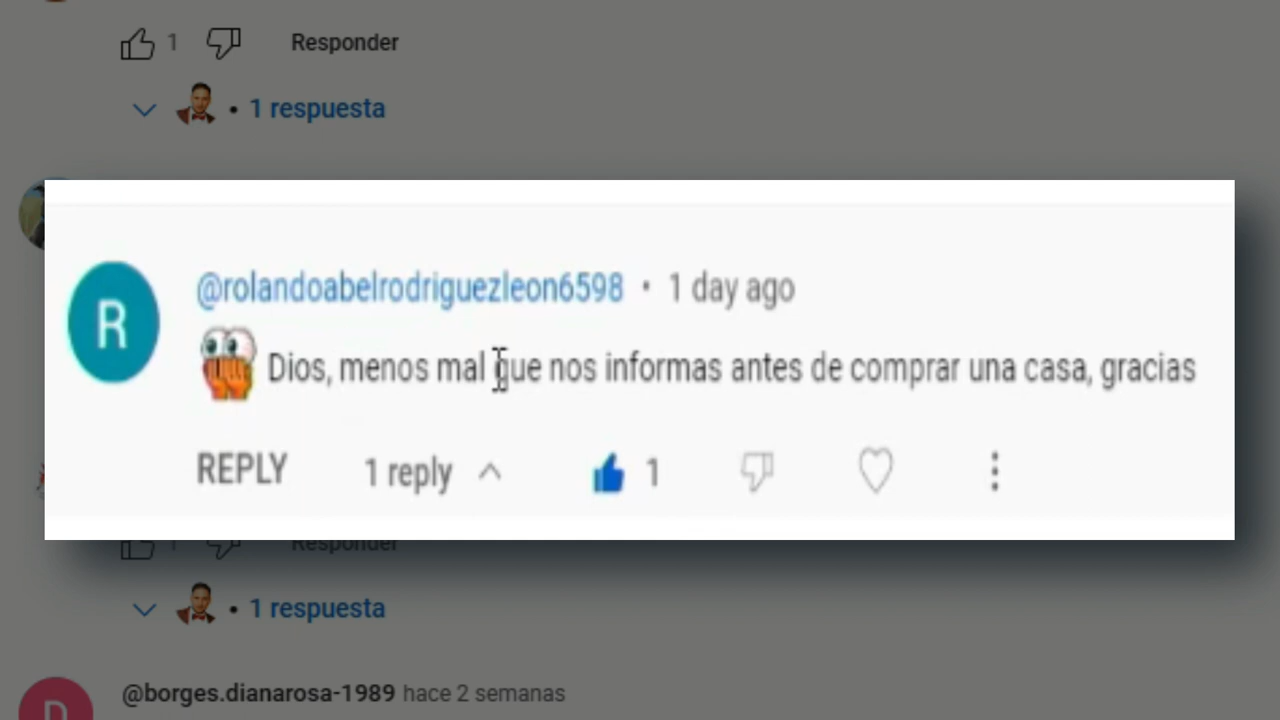 1 Responder
• 1 respuesta
R
@rolandoabelrodriguezleon6598 • 1 day ago
Dios, menos mal que nos informas antes de comprar una casa, gracias
REPLY 1 reply 1
1 Responder
• 1 respuesta
D
@borges.dianarosa-1989 hace 2 semanas